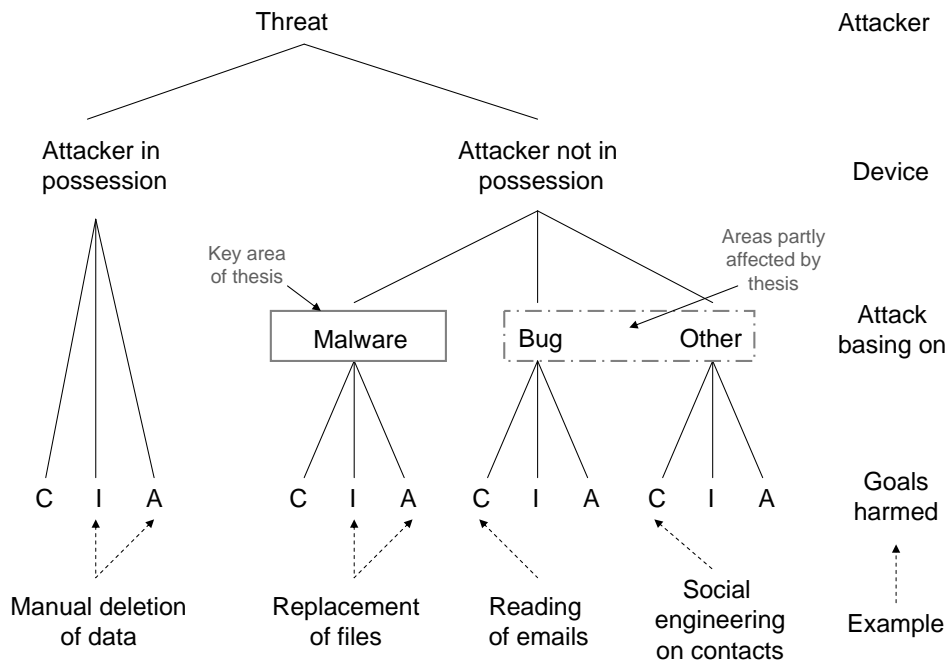 Threat
Attacker
Attacker in
possession
Attacker not in
possession
Device
Key area
of thesis
Areas partly
affected by
thesis
Malware
Bug
Other
Attack
basing on
C I A
C I A
C I A
C I A
Goals
harmed
Manual deletion
of data
Replacement
of files
Reading
of emails
Social
engineering
on contacts
Example